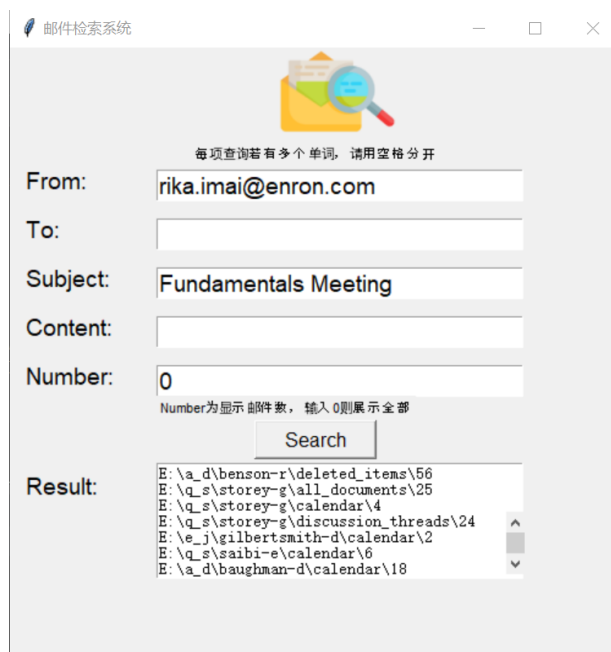 邮件检索系统
每项查询若有多个单词，请用空格分开
From:
rika.imai@enron.com
To:
Subject:
Fundamentals Meeting
Content:
Number:
0
Number为显示邮件数，输入0则展示全部
Search
Result:
E:\a_d\benson-r\deleted_items\56
E:\q_s\storey-g\all_documents\25
E:\q_s\storey-g\calendar\4
E:\q_s\storey-g\discussion_threads\24
E:\e_j\gilbertsmith-d\calendar\2
E:\q_s\saibi-e\calendar\6
E:\a_d\baughman-d\calendar\18